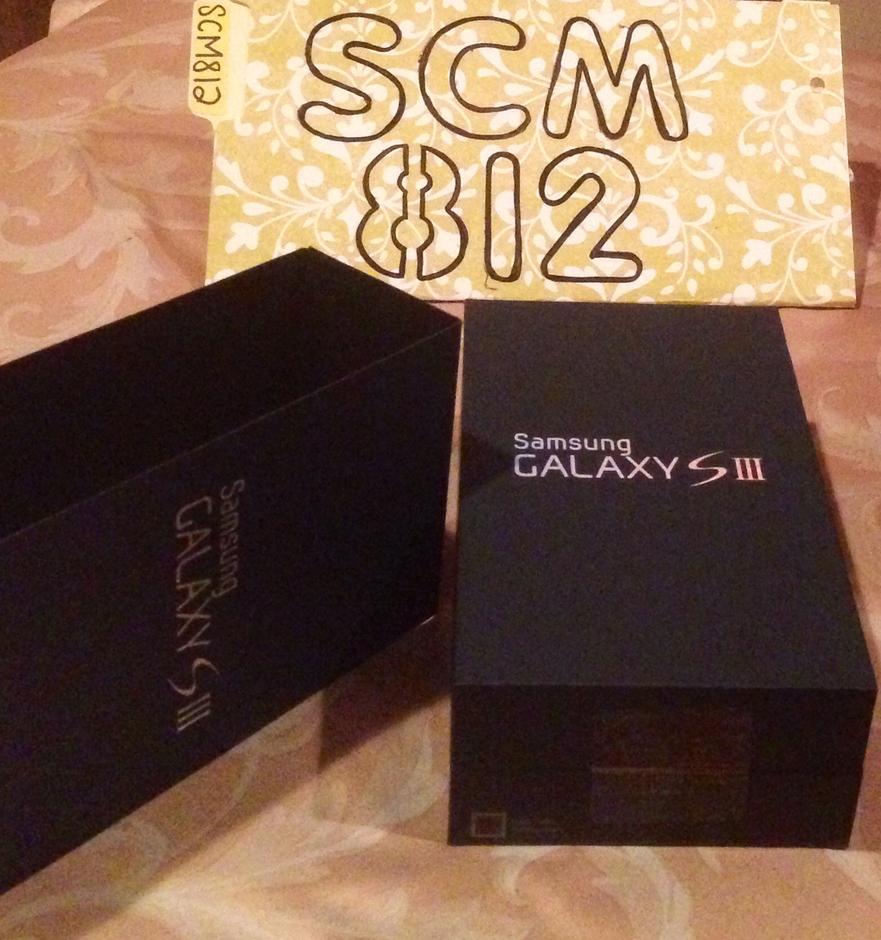 SCM812
SCM
812
Samsung
GALAXY S III
Samsung
GALAXY S III